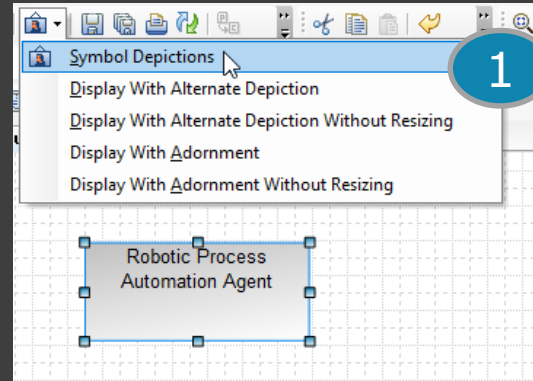 1
Symbol Depictions
Display With Alternate Depiction
Display With Alternate Depiction Without Resizing
Display With Adornment
Display With Adornment Without Resizing
Robotic Process
Automation Agent